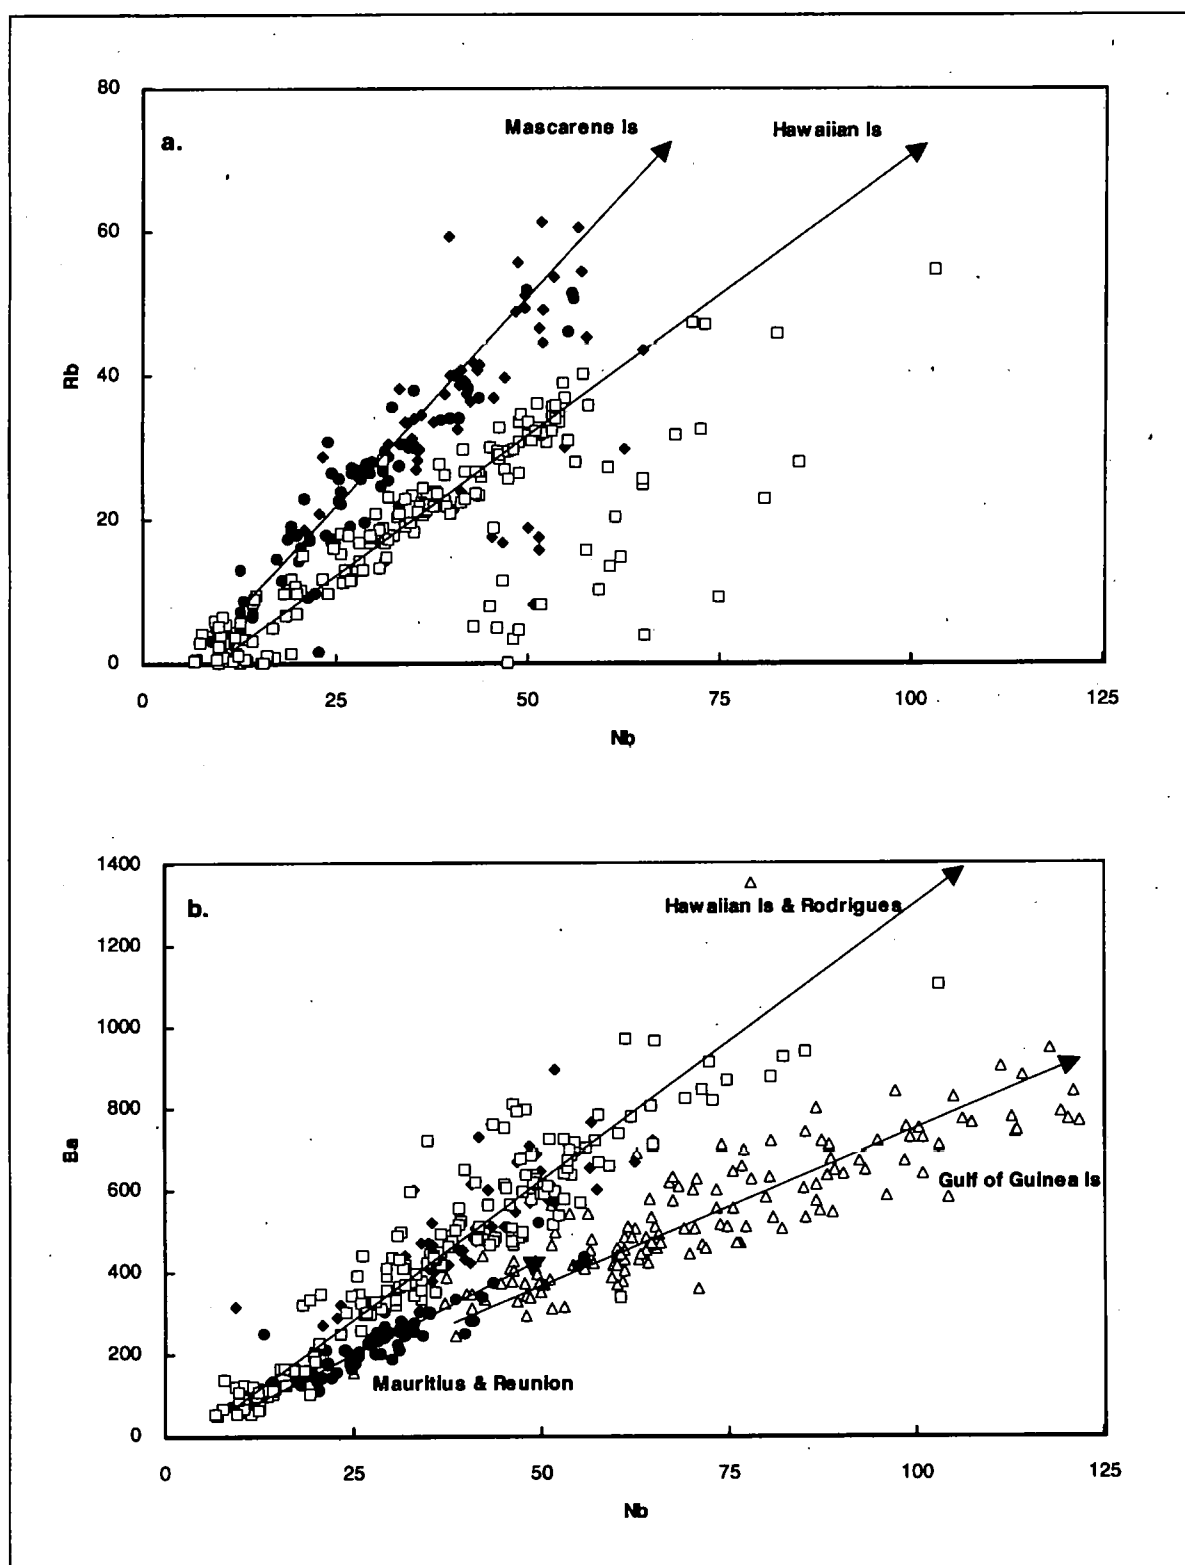 80
Mascarene Is
Hawaiian Is
a.
60
Rb
40
20
0
0 25 50 75 100 125
Nb
1400
b.
Hawaiian Is & Rodrigues
1200
1000
800
Ba
600
Gulf of Guinea Is
400
200
Mauritius & Reunion
0
0 25 50 75 100 125
Nb